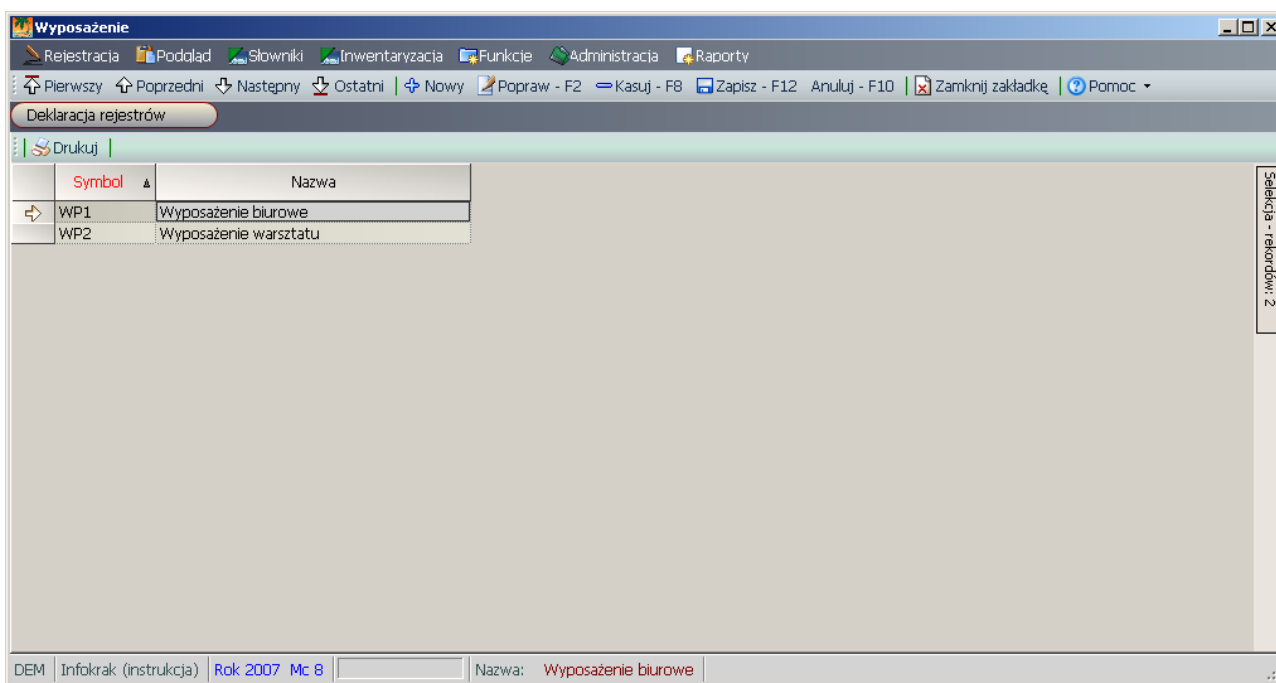 Wyposażenie
Rejestracja Podgląd Słowniki Inwentaryzacja Funkcje Administracja Raporty
Pierwszy Poprzedni Następny Ostatni Nowy Popraw - F2 Kasuj - F8 Zapisz - F12 Anuluj - F10 Zamknij zakładkę Pomoc
Deklaracja rejestrów
Drukuj
Symbol Nazwa
WP1 Wyposażenie biurowe
WP2 Wyposażenie warsztatu
Selekcja - rekordów: 2
DEM Infokrak (instrukcja) Rok 2007 Mc 8 Nazwa: Wyposażenie biurowe